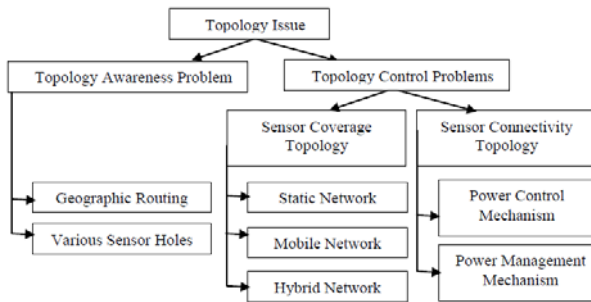 Topology Issue
Topology Awareness Problem
Topology Control Problems
Sensor Coverage
Topology
Sensor Connectivity
Topology
Geographic Routing
Various Sensor Holes
Static Network
Mobile Network
Hybrid Network
Power Control
Mechanism
Power Management
Mechanism